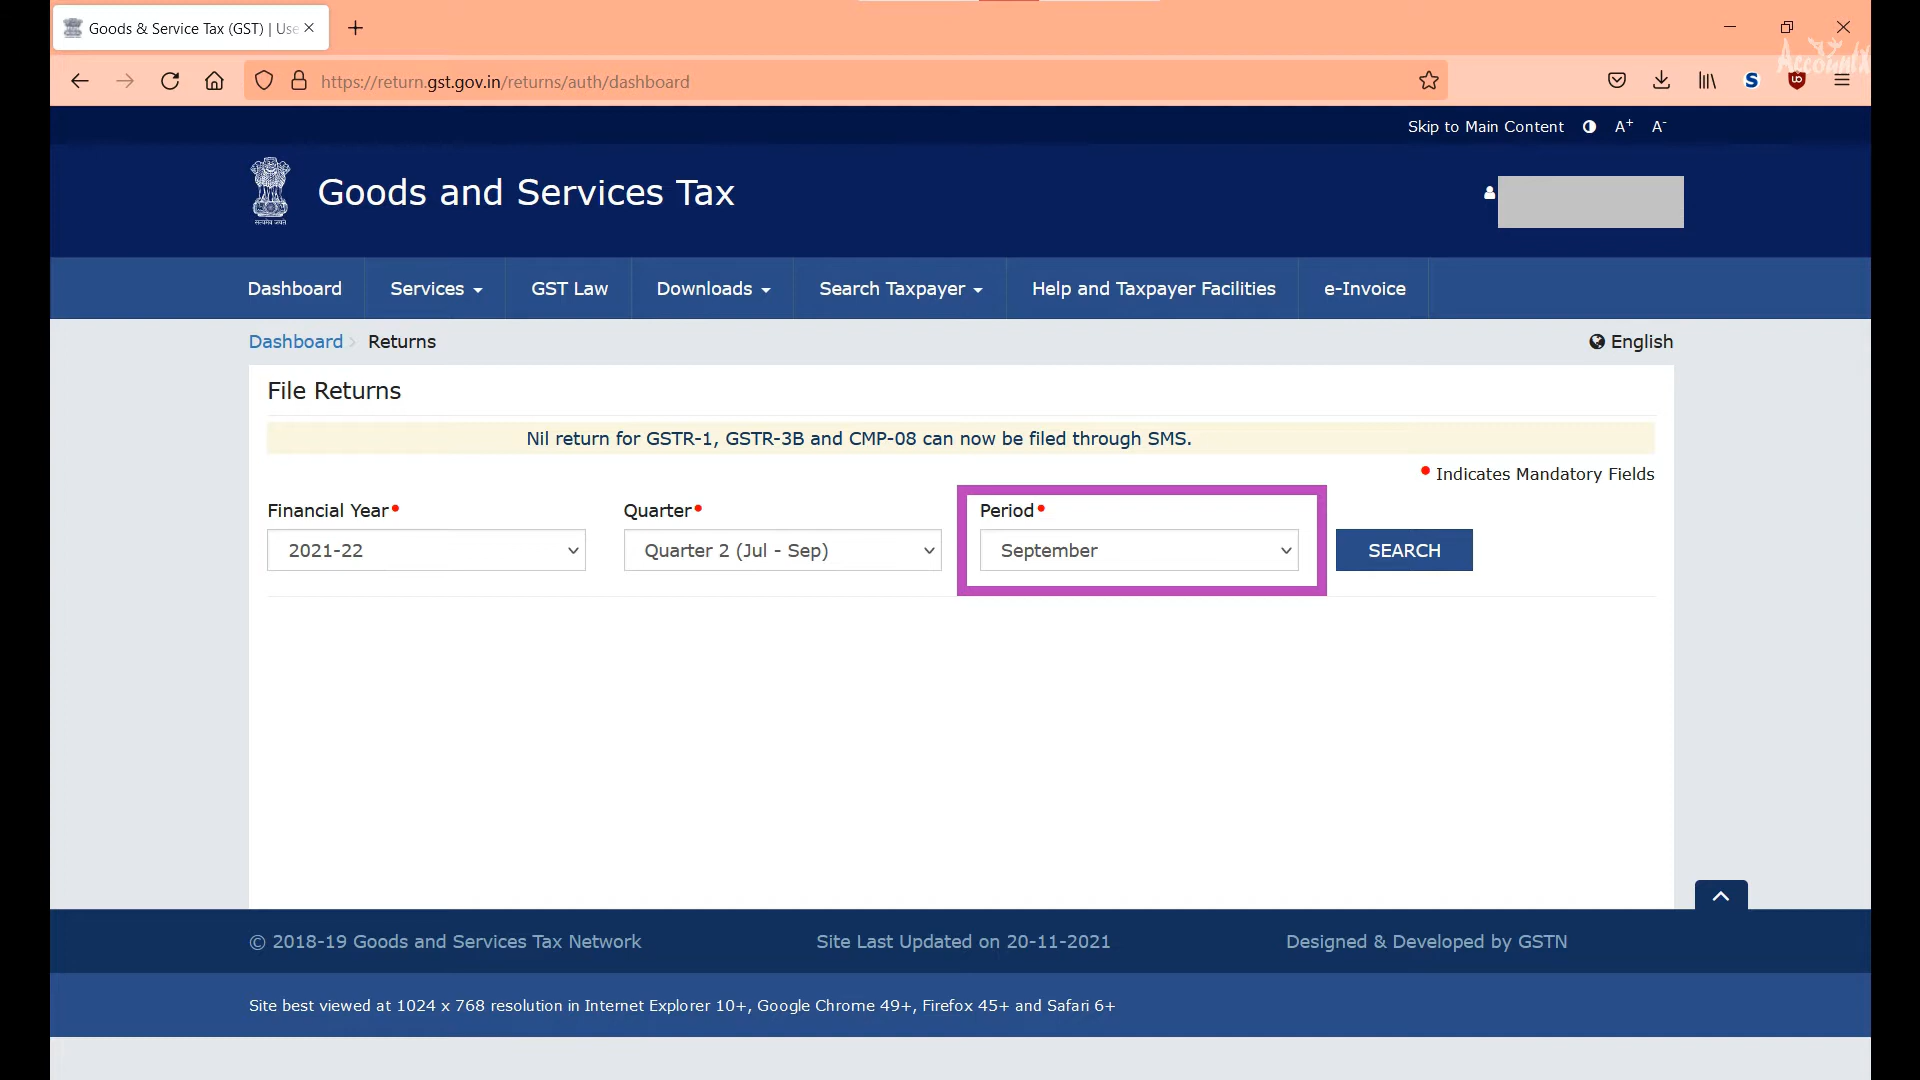 Goods & Service Tax (GST) | Use
Accountx
https://return.gst.gov.in/returns/auth/dashboard
S
Skip to Main Content A+ A-
Goods and Services Tax
सत्यमेव जयते
Dashboard Services GST Law Downloads Search Taxpayer Help and Taxpayer Facilities e-Invoice
Dashboard Returns English
File Returns
Nil return for GSTR-1, GSTR-3B and CMP-08 can now be filed through SMS.
• Indicates Mandatory Fields
Financial Year• Quarter• Period•
2021-22 Quarter 2 (Jul - Sep) September SEARCH
© 2018-19 Goods and Services Tax Network Site Last Updated on 20-11-2021 Designed & Developed by GSTN
Site best viewed at 1024 x 768 resolution in Internet Explorer 10+, Google Chrome 49+, Firefox 45+ and Safari 6+